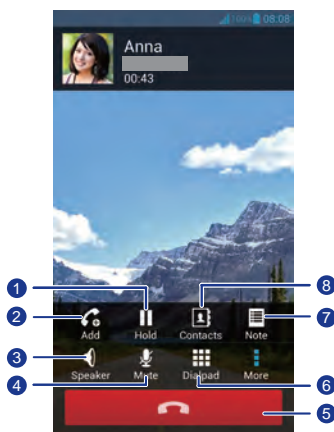 100% 08:08
Anna
00:43
1 8
2 7
Add Hold Contacts Note
3
Speaker Mute Dialpad More
4 6
5